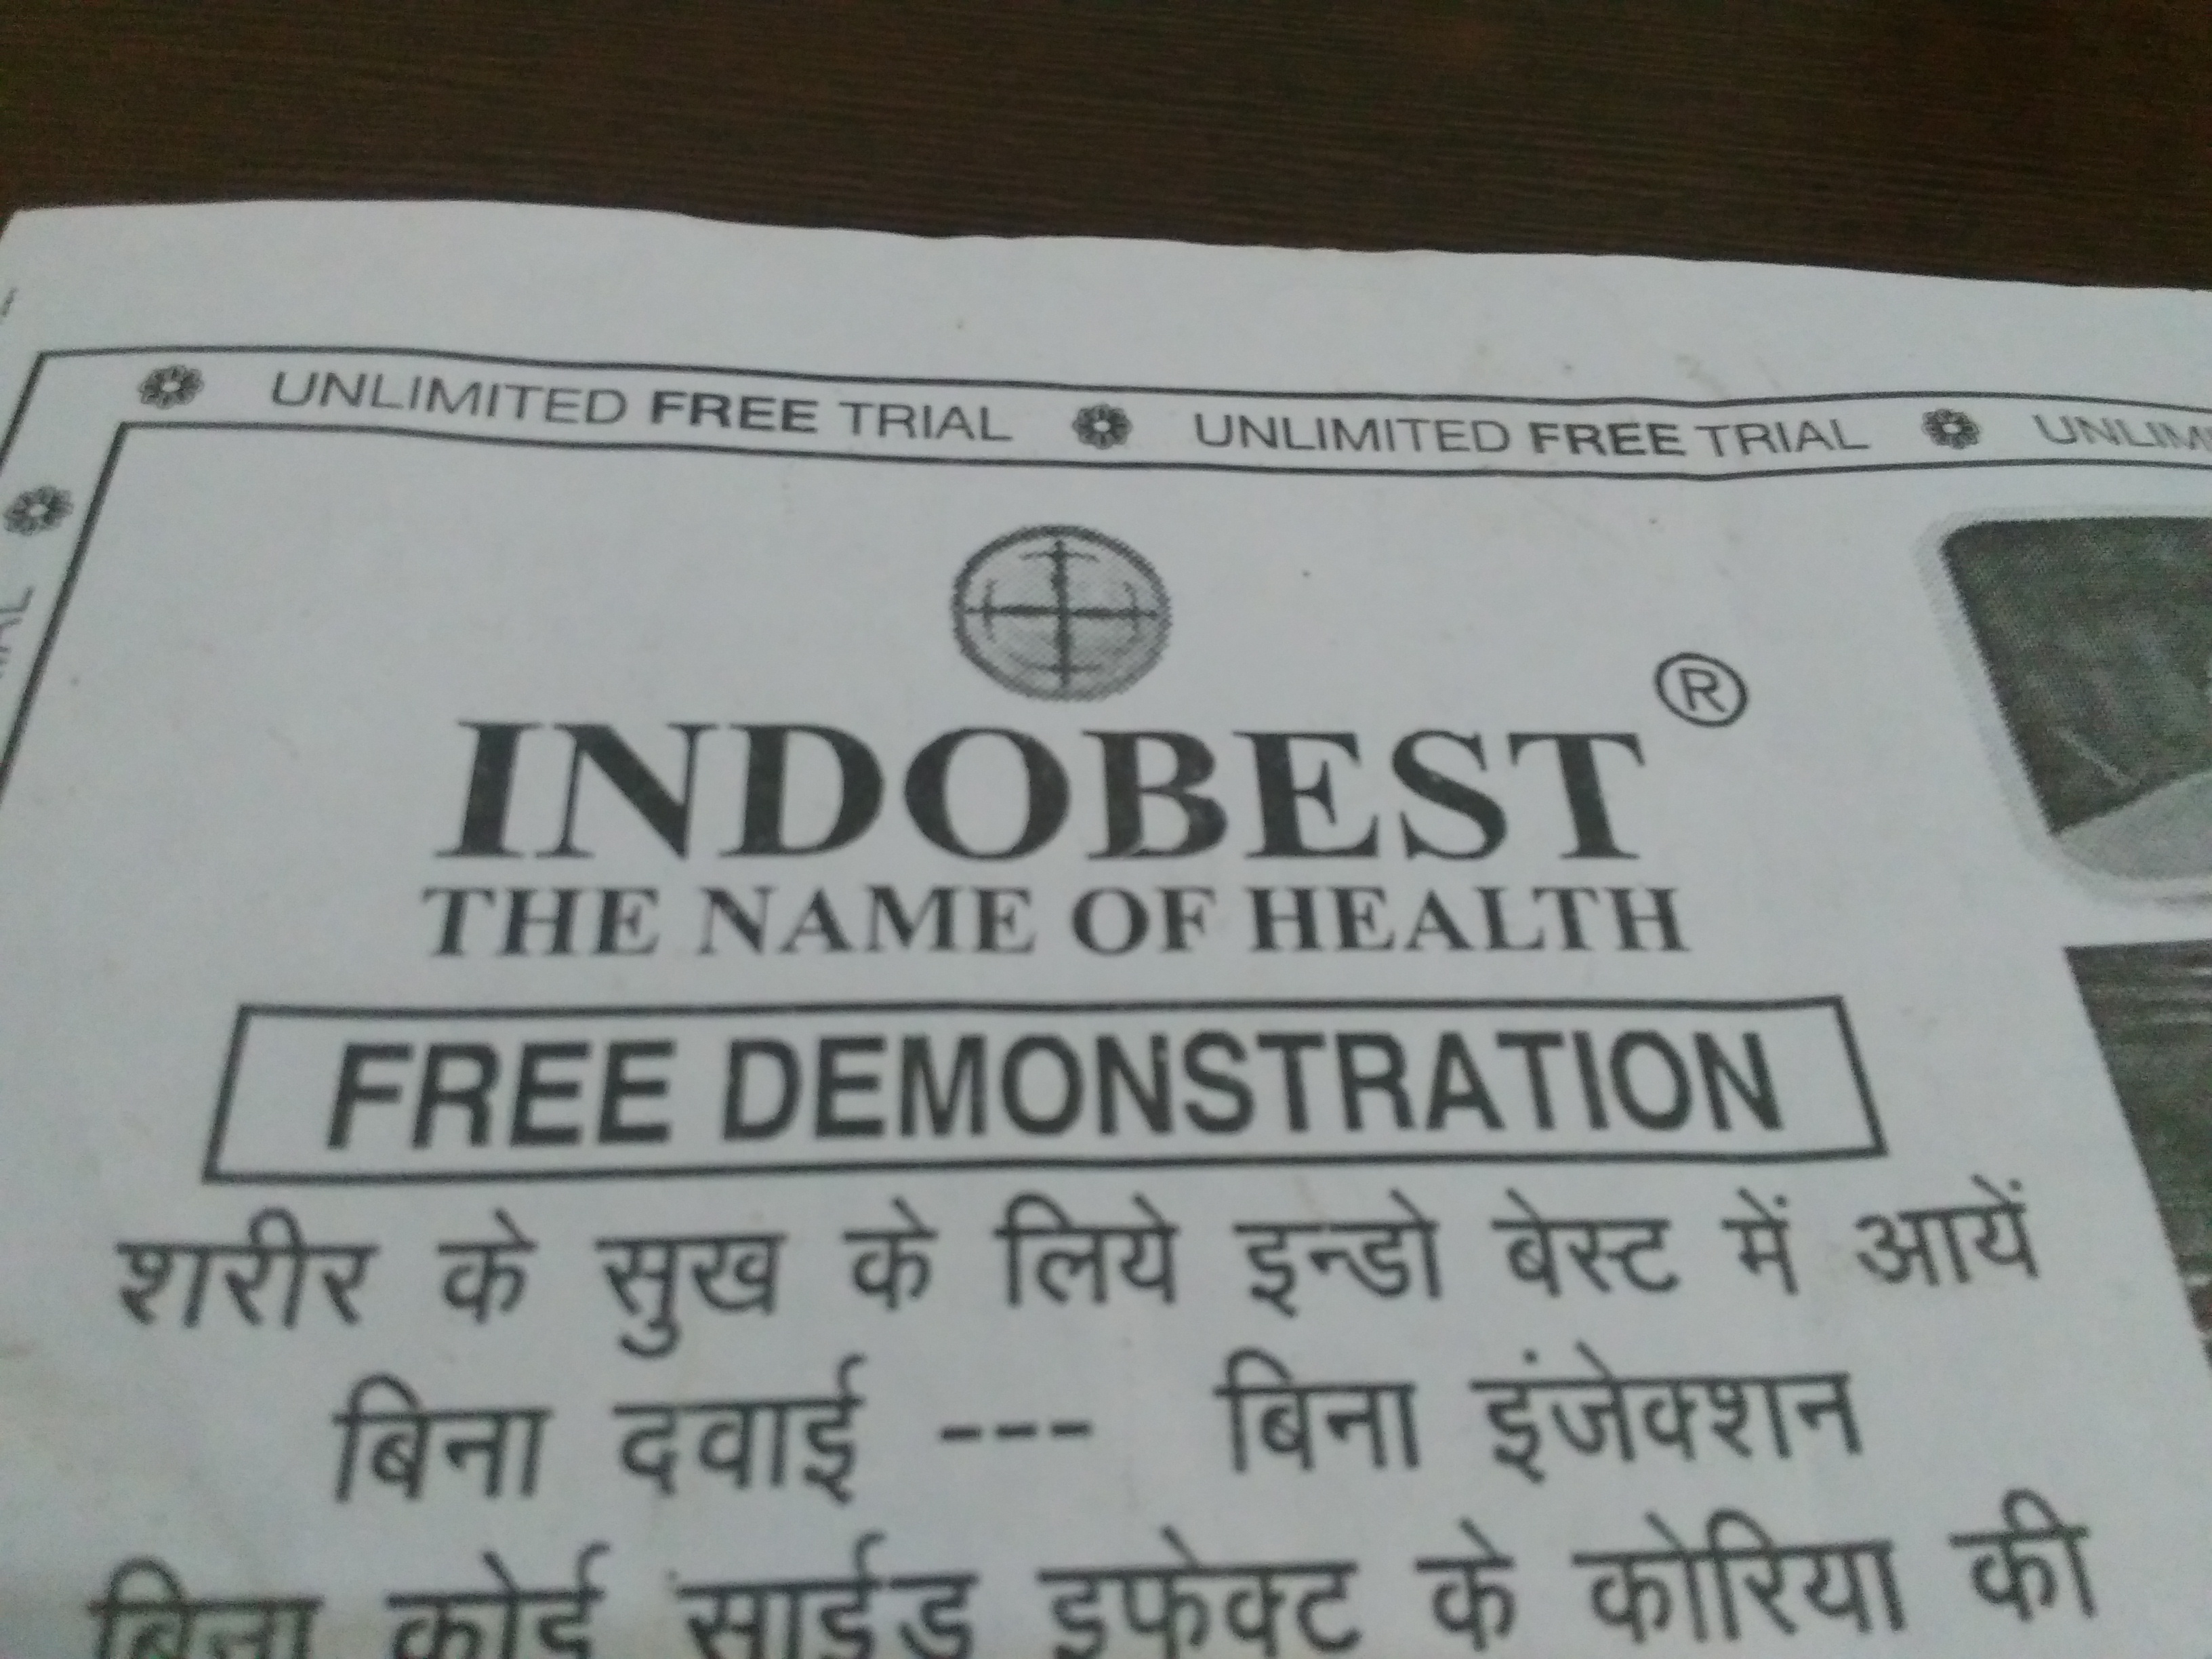 UNLIMITED FREE TRIAL UNLIMITED FREE TRIAL
INDOBEST ®
THE NAME OF HEALTH
FREE DEMONSTRATION
शरीर के सुख के लिये इन्डो बेस्ट में आयें
बिना दवाई --- बिना इंजेक्शन
बिना कोई साईड इफेक्ट के कोरिया की